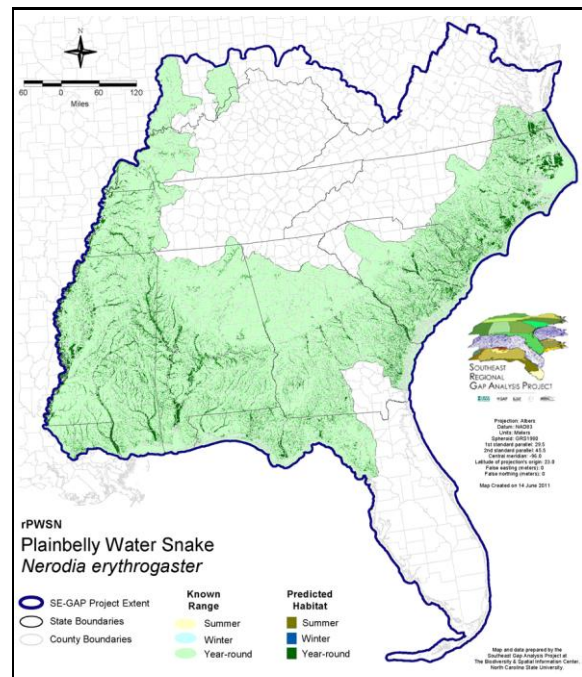 N
60 0 60 120
Miles
SOUTHEAST
REGIONAL
GAP ANALYSIS PROJECT
Projection: Albers
Datum: NAD83
Units: Meters
Spheroid: GRS1980
1st standard parallel: 29.5
2nd standard parallel: 45.5
Central meridian: -96.0
Latitude of projection's origin: 23.0
False easting (meters): 0
False northing (meters): 0
Map Created on 14 June 2011
rPWSN
Plainbelly Water Snake
Nerodia erythrogaster
SE-GAP Project Extent
State Boundaries
County Boundaries
Known
Range
Summer
Winter
Year-round
Predicted
Habitat
Summer
Winter
Year-round
Map and data prepared by the
Southeast Gap Analysis Project at
The Biodiversity & Spatial Information Center,
North Carolina State University.